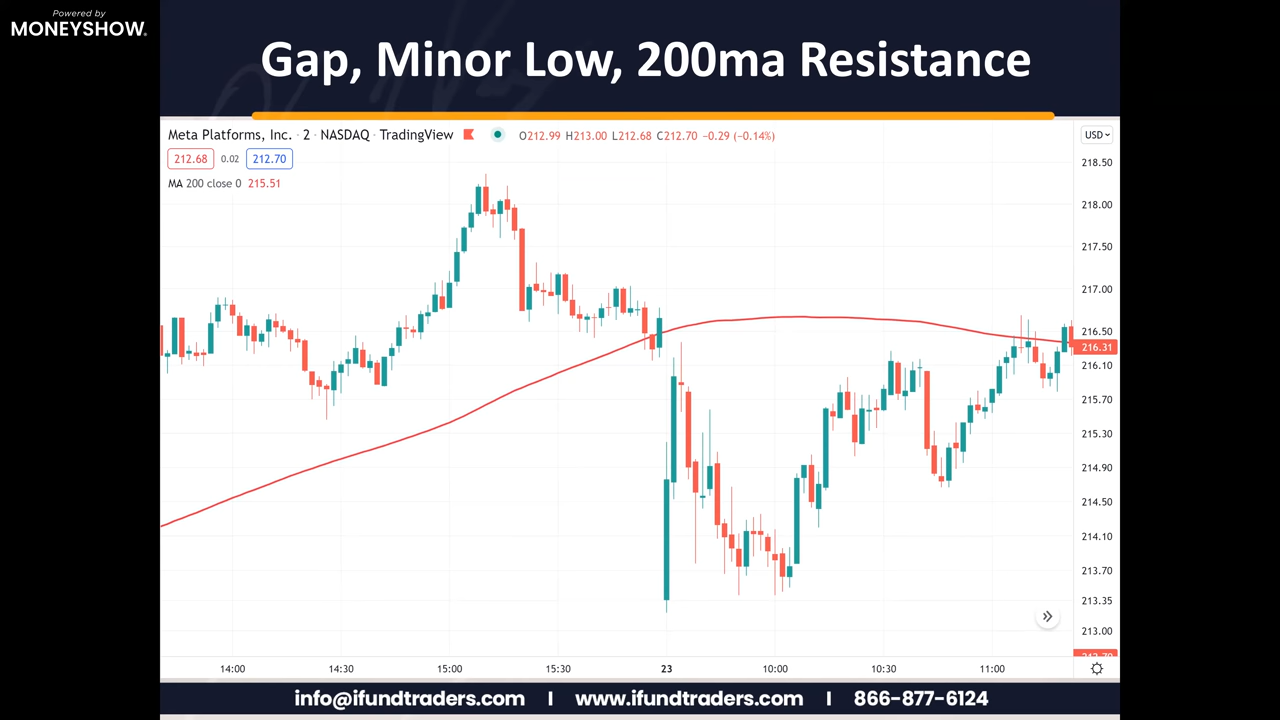 Powered by
MONEYSHOW.
Gap, Minor Low, 200ma Resistance
Meta Platforms, Inc. · 2 · NASDAQ · TradingView O212.99 H213.00 L212.68 C212.70 −0.29 (−0.14%)
USD
212.68 0.02 212.70
MA 200 close 0 215.51
218.50
218.00
217.50
217.00
216.50
216.31
216.10
215.70
215.30
214.90
214.50
214.10
213.70
213.35
213.00
14:00 14:30 15:00 15:30 23 10:00 10:30 11:00
info@ifundtraders.com I www.ifundtraders.com I 866-877-6124